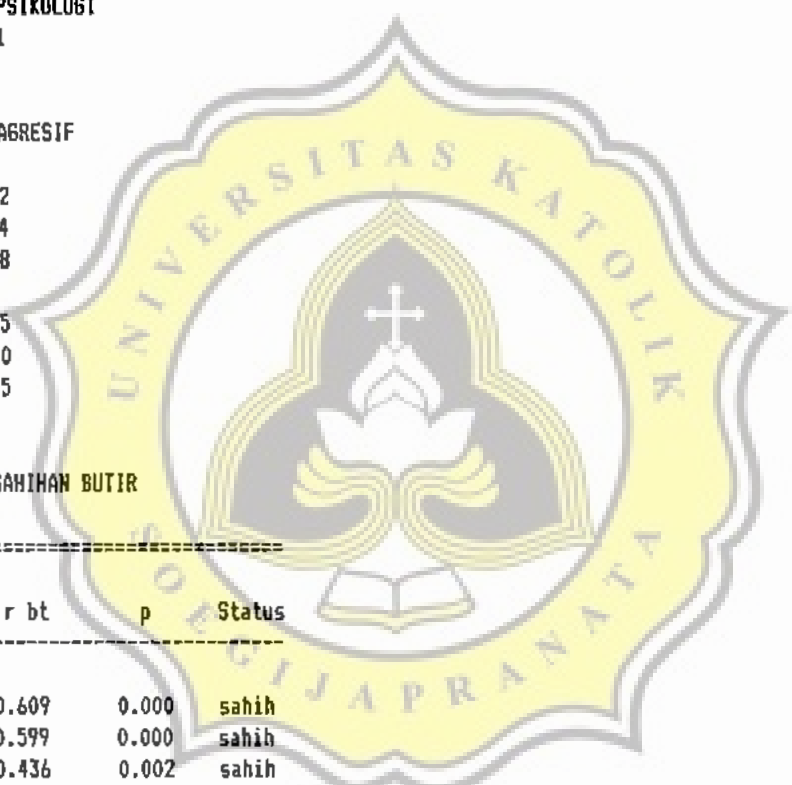 PSIKOLOGI
1
AGRESIF
2
4
8
5
0
5
SAHIHAN BUTIR
========================
r bt p Status
------------------------
0.609 0.000 sahih
0.599 0.000 sahih
0.436 0.002 sahih
UNIVERSITAS KATOLIK
SOEGIJAPRANATA